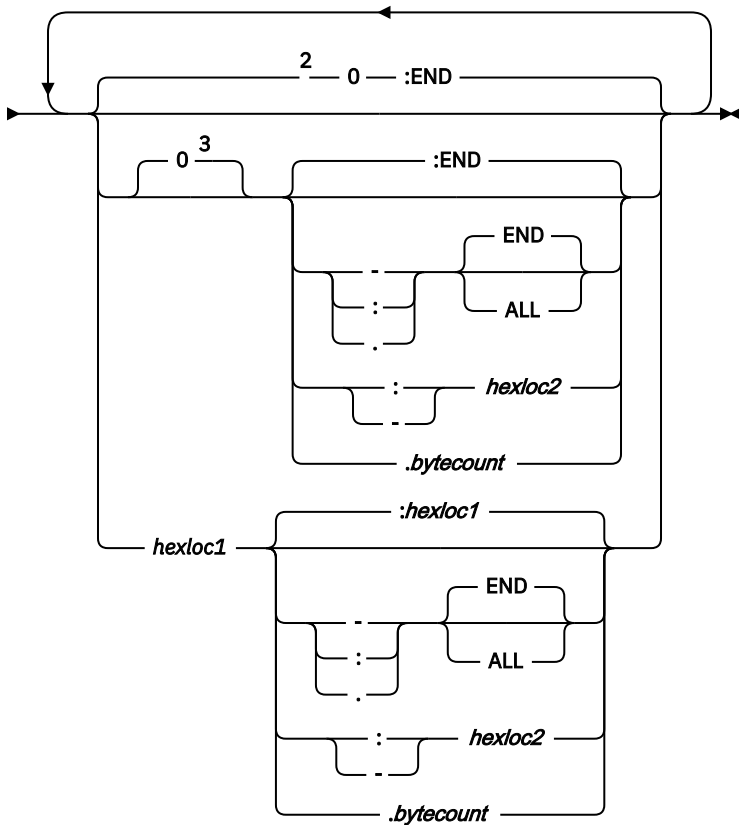 2
0 :END
0 3
:END
-
END
:
ALL
.
: hexloc2
-
.bytecount
:hexloc1
hexloc1
-
END
:
ALL
.
: hexloc2
-
.bytecount